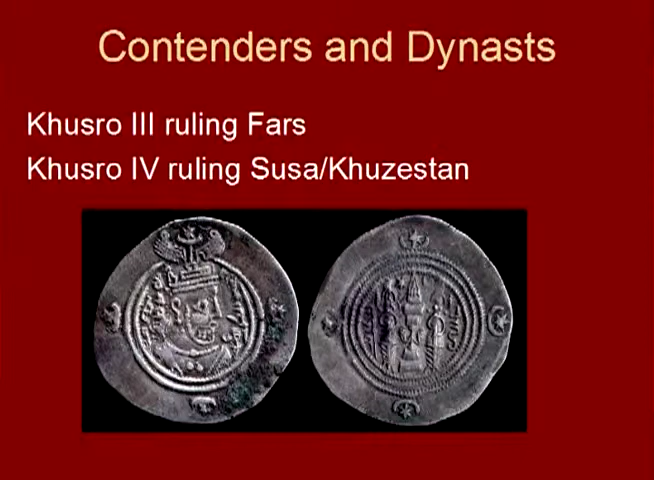 Contenders and Dynasts
Khusro III ruling Fars
Khusro IV ruling Susa/Khuzestan